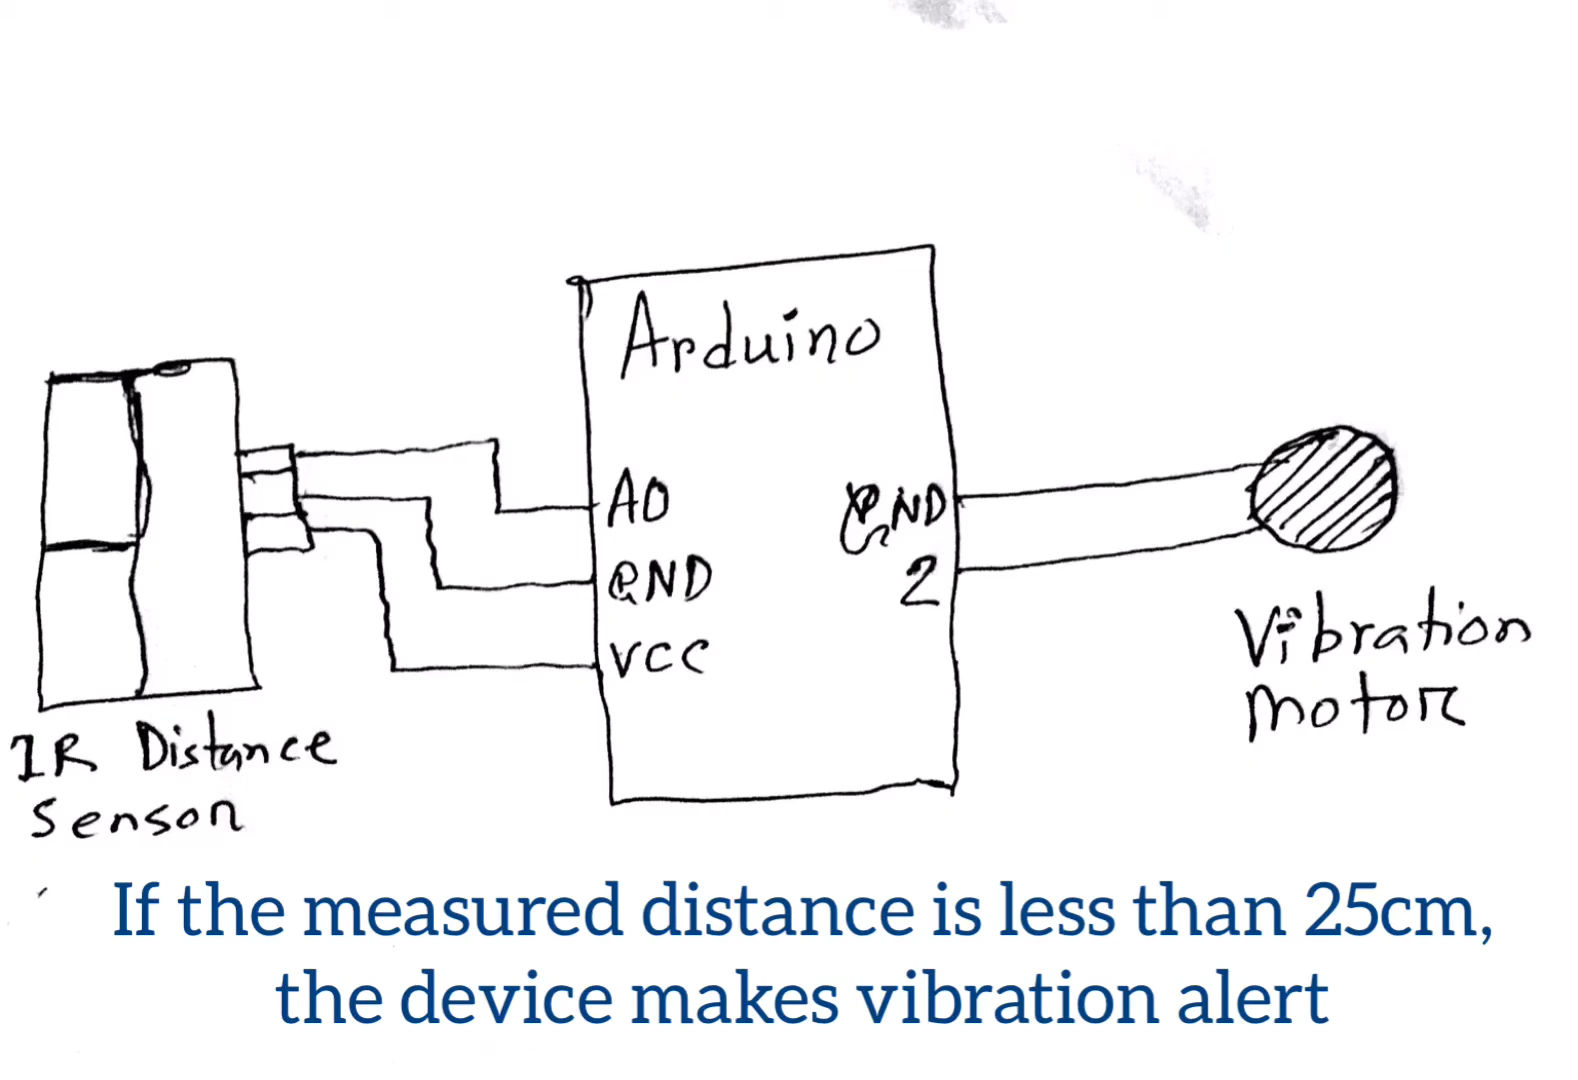 Arduino
A0
GND
VCC
GND
2
IR Distance
Sensor
Vibration
motor
If the measured distance is less than 25cm,
the device makes vibration alert